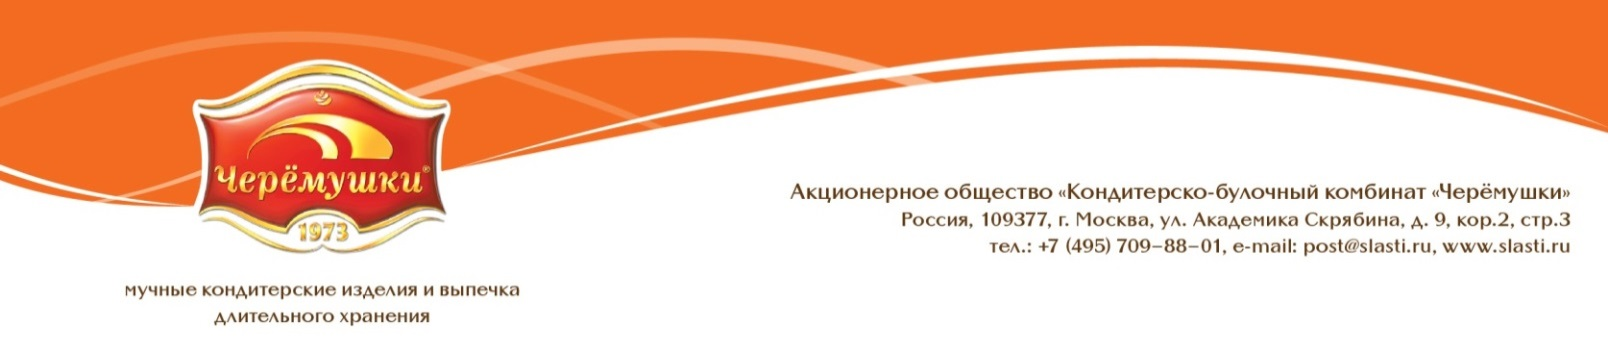 Черёмушки®
1973
мучные кондитерские изделия и выпечка
длительного хранения
Акционерное общество «Кондитерско-булочный комбинат «Черёмушки»
Россия, 109377, г. Москва, ул. Академика Скрябина, д. 9, кор.2, стр.3
тел.: +7 (495) 709–88–01, e-mail: post@slasti.ru, www.slasti.ru